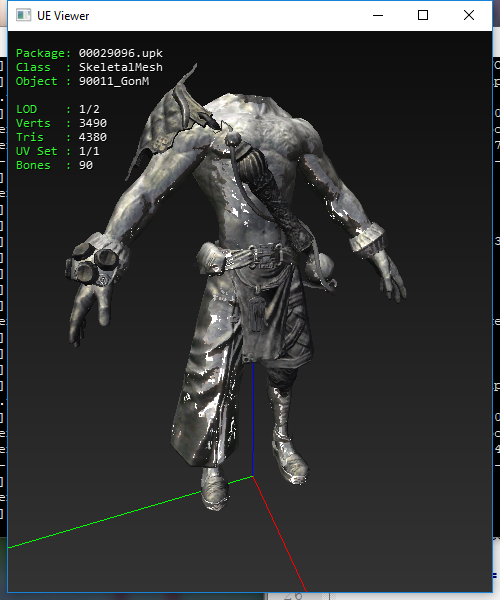 UE Viewer
Package: 00029096.upk
Class  : SkeletalMesh
Object : 90011_GonM
LOD    : 1/2
Verts  : 3490
Tris   : 4380
UV Set : 1/1
Bones  : 90